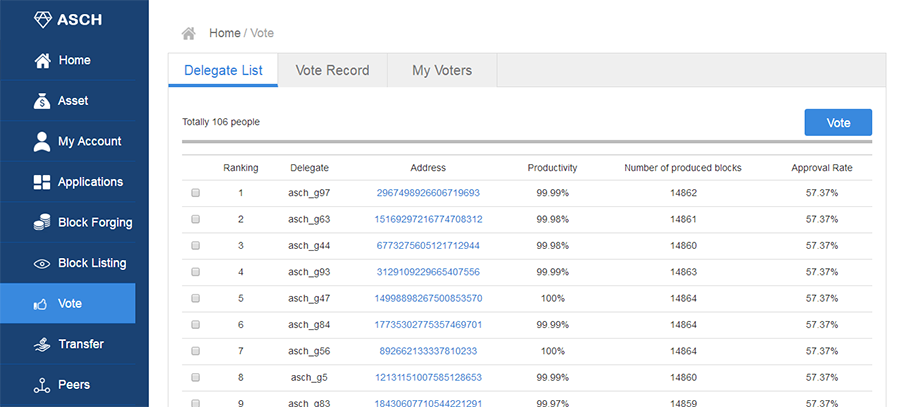 ASCH
Home
Asset
My Account
Applications
Block Forging
Block Listing
Vote
Transfer
Peers
Home / Vote
Delegate List Vote Record My Voters
Totally 106 people Vote
Ranking Delegate Address Productivity Number of produced blocks Approval Rate
1 asch_g97 2967498926606719693 99.99% 14862 57.37%
2 asch_g63 15169297216774708312 99.98% 14861 57.37%
3 asch_g44 6773275605121712944 99.98% 14860 57.37%
4 asch_g93 3129109229665407556 99.99% 14863 57.37%
5 asch_g47 14998898267500853570 100% 14864 57.37%
6 asch_g84 17735302775357469701 99.99% 14864 57.37%
7 asch_g56 892662133337810233 100% 14864 57.37%
8 asch_g5 12131151007585128653 99.99% 14860 57.37%
9 asch_g83 18430607710544221291 99.97% 14859 57.37%